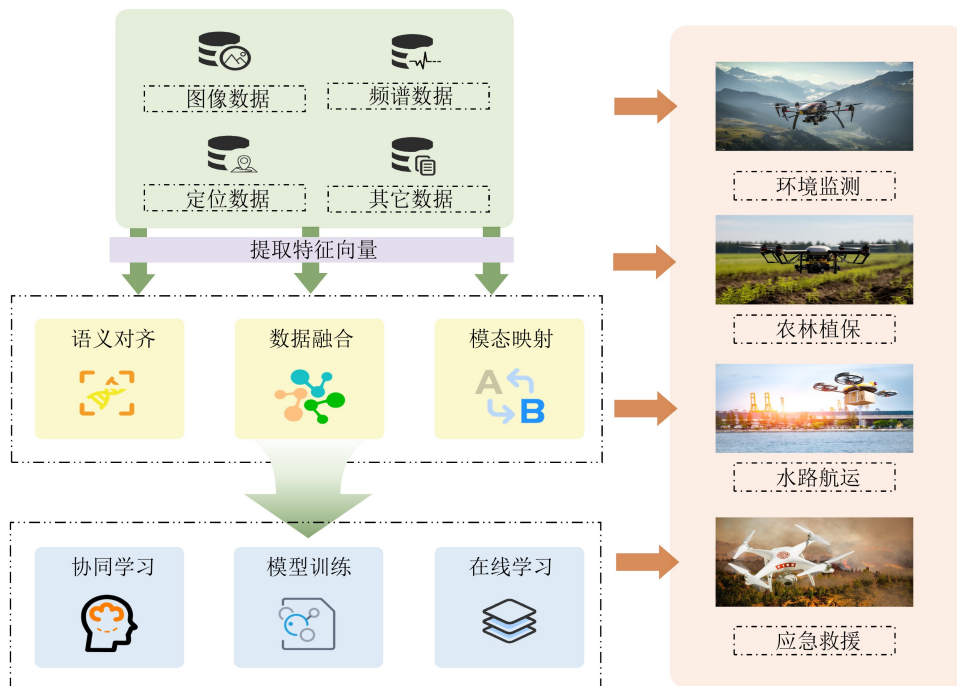 图像数据
频谱数据
定位数据
其它数据
提取特征向量
语义对齐
数据融合
模态映射
A
B
协同学习
模型训练
在线学习
环境监测
农林植保
水路航运
应急救援